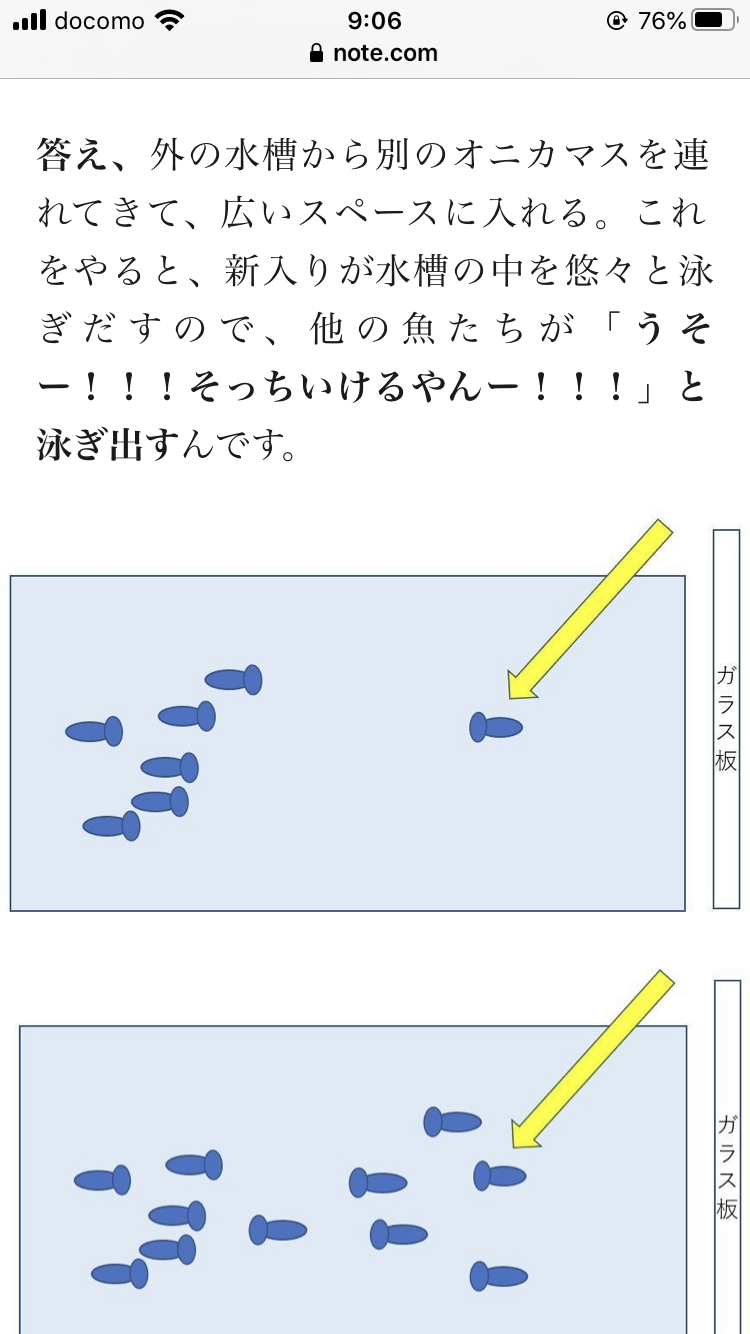 docomo 9:06 76%
note.com
答え、外の水槽から別のオニカマスを連
れてきて、広いスペースに入れる。これ
をやると、新入りが水槽の中を悠々と泳
ぎだすので、他の魚たちが「うそ
ー！！！そっちいけるやんー！！！」と
泳ぎ出すんです。
ガラス板
ガラス板